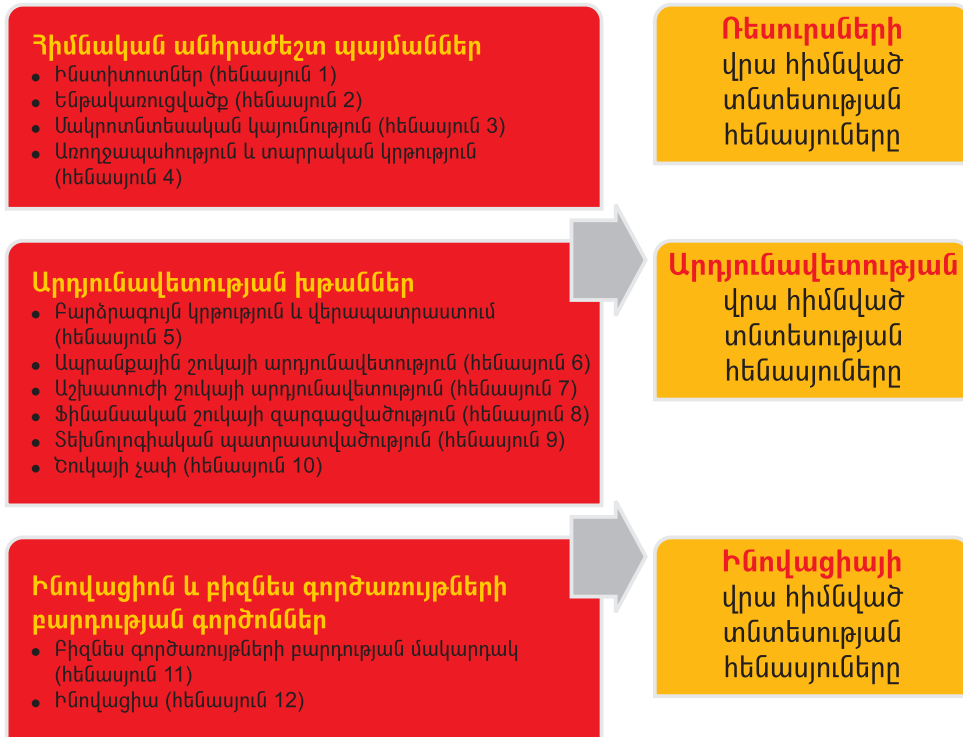 Հիմնական անհրաժեշտ պայմաններ
• Ինստիտուտներ (հենասյուն 1)
• Ենթակառուցվածք (հենասյուն 2)
• Մակրոտնտեսական կայունություն (հենասյուն 3)
• Առողջապահություն և տարրական կրթություն
(հենասյուն 4)
Ռեսուրսների
վրա հիմնված
տնտեսության
հենասյուները
Արդյունավետության խթաններ
• Բարձրագույն կրթություն և վերապատրաստում
(հենասյուն 5)
• Ապրանքային շուկայի արդյունավետություն (հենասյուն 6)
• Աշխատուժի շուկայի արդյունավետություն (հենասյուն 7)
• Ֆինանսական շուկայի զարգացվածություն (հենասյուն 8)
• Տեխնոլոգիական պատրաստվածություն (հենասյուն 9)
• Շուկայի չափ (հենասյուն 10)
Արդյունավետության
վրա հիմնված
տնտեսության
հենասյուները
Ինովացիոն և բիզնես գործառույթների
բարդության գործոններ
• Բիզնես գործառույթների բարդության մակարդակ
(հենասյուն 11)
• Ինովացիա (հենասյուն 12)
Ինովացիայի
վրա հիմնված
տնտեսության
հենասյուները